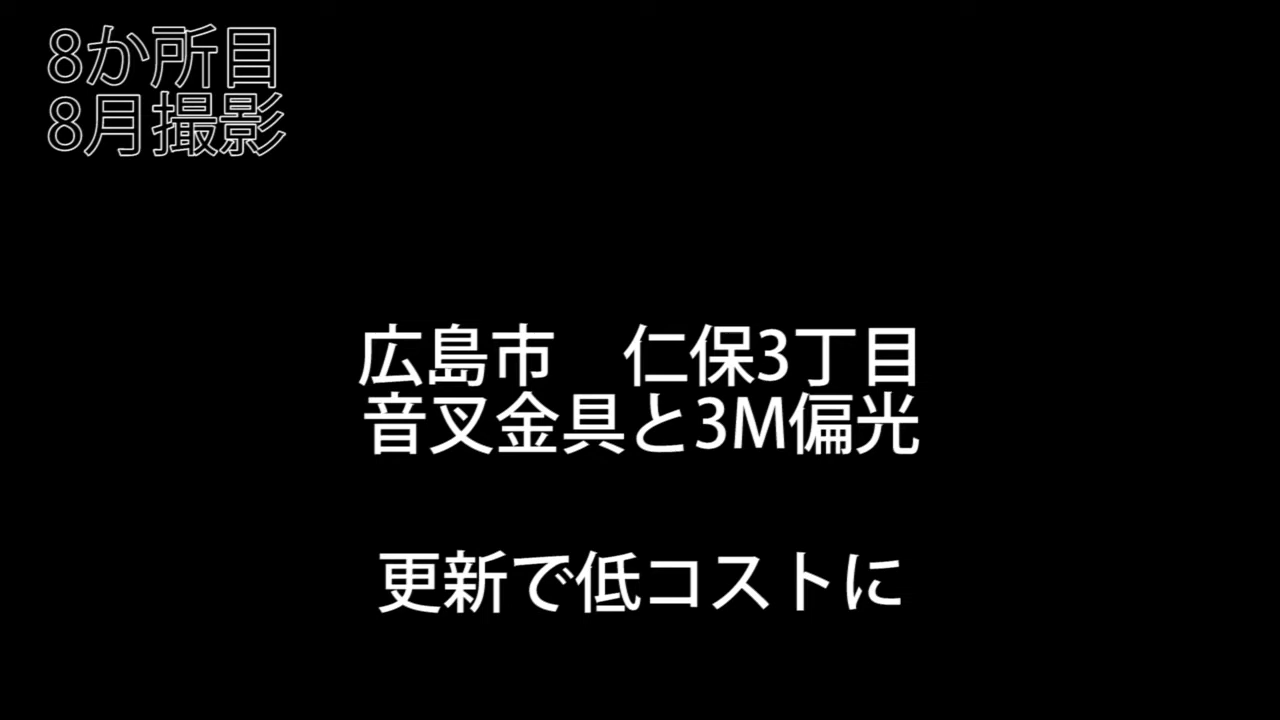 8か所目
8月撮影
広島市　仁保3丁目
音叉金具と3M偏光
更新で低コストに